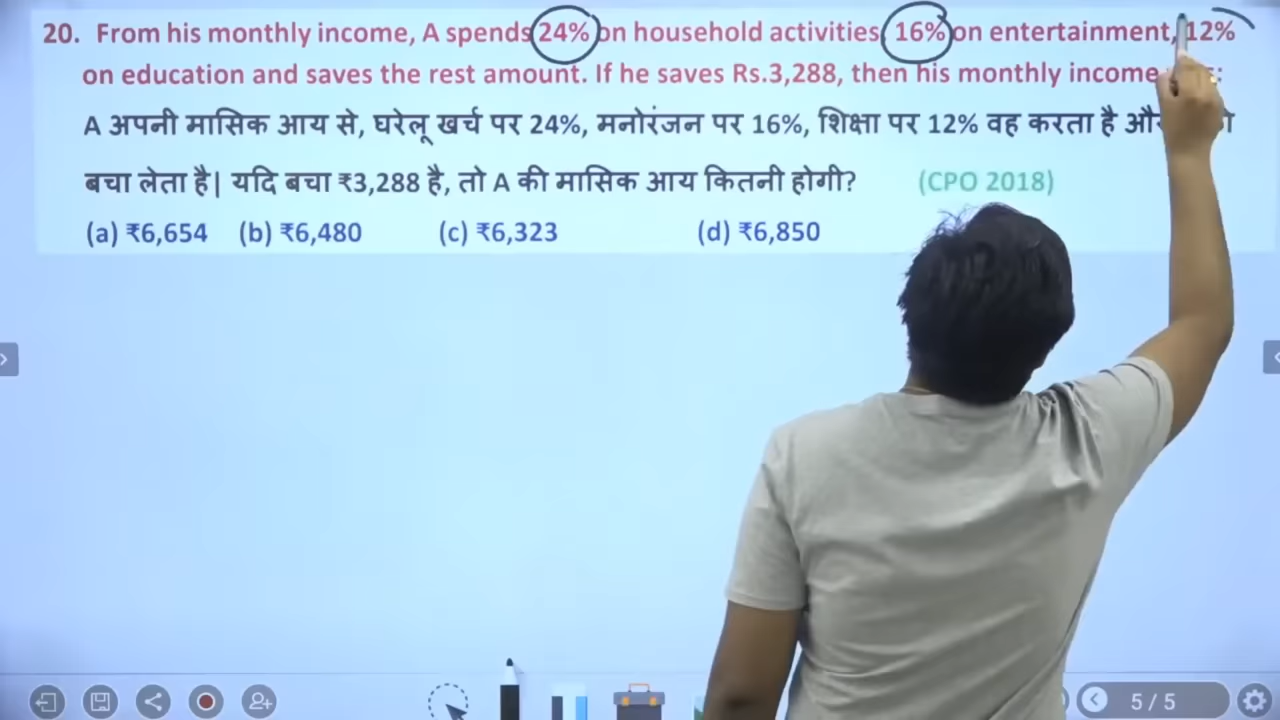 20. From his monthly income, A spends 24% on household activities, 16% on entertainment, 12%
on education and saves the rest amount. If he saves Rs.3,288, then his monthly income
A अपनी मासिक आय से, घरेलू खर्च पर 24%, मनोरंजन पर 16%, शिक्षा पर 12% वह करता है
बचा लेता है| यदि बचा ₹3,288 है, तो A की मासिक आय कितनी होगी? (CPO 2018)
(a) ₹6,654 (b) ₹6,480 (c) ₹6,323 (d) ₹6,850
5 / 5